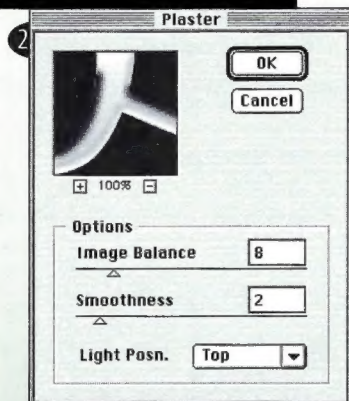 2
Plaster
OK
Cancel
+ 100% -
Options
Image Balance 8
Smoothness 2
Light Posn. Top